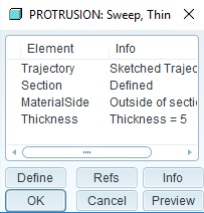 PROTRUSION: Sweep, Thin
Element Info
Trajectory Sketched Trajec
Section Defined
MaterialSide Outside of secti
Thickness Thickness = 5
Define Refs Info
OK Cancel Preview